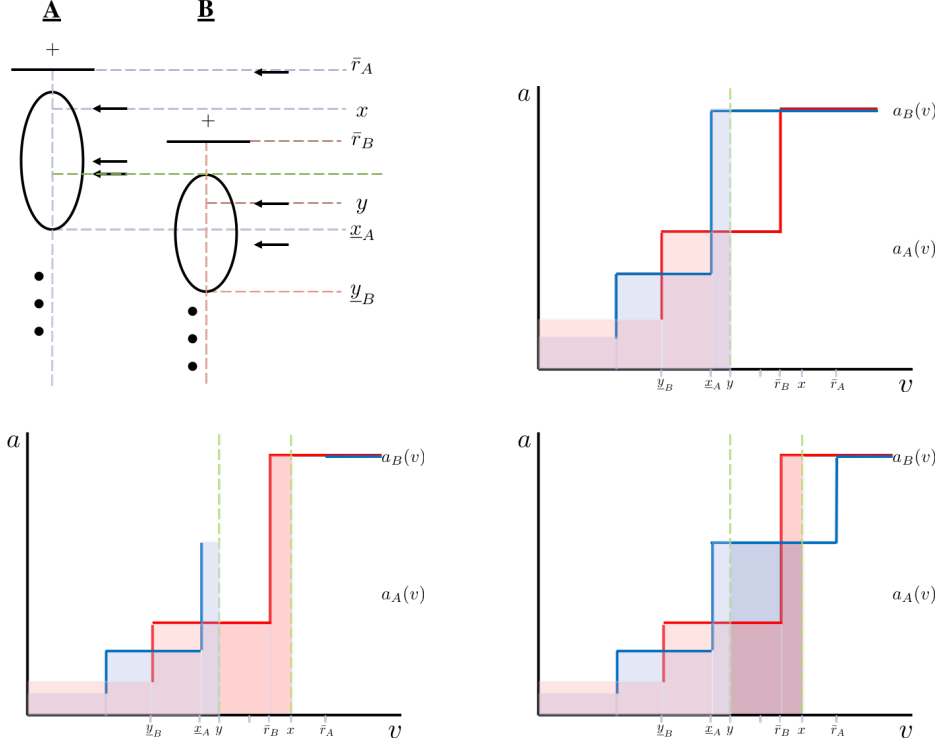 A B
+
r̄_A
x
+
r̄_B
y
x̲_A
y̲_B
a
a_B(v)
a_A(v)
y̲_B x̲_A y r̄_B x r̄_A v
a
a_B(v)
a_A(v)
y̲_B x̲_A y r̄_B x r̄_A v
a
a_B(v)
a_A(v)
y̲_B x̲_A y r̄_B x r̄_A v